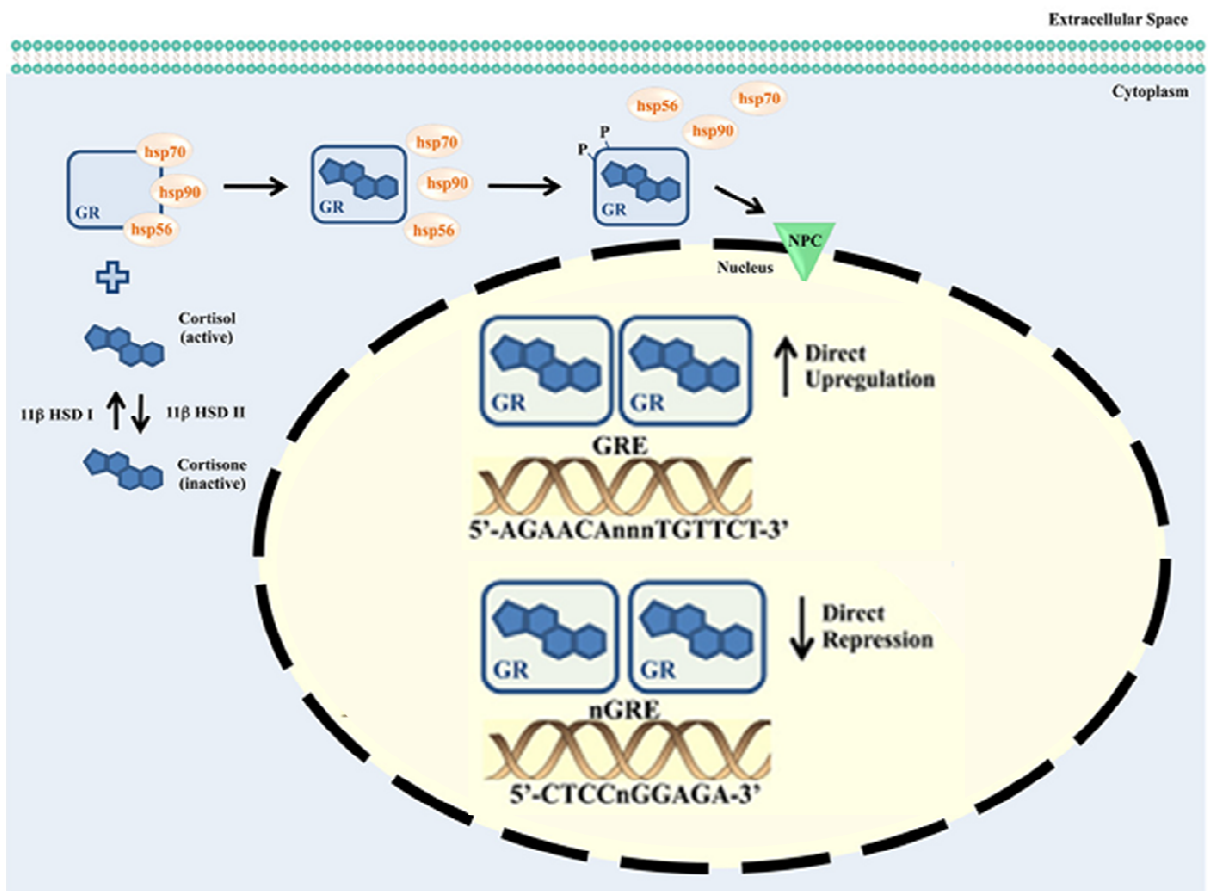 Extracellular Space
Cytoplasm
hsp70
hsp90
GR
hsp56
hsp70
hsp90
GR
hsp56
hsp56
hsp70
hsp90
P
P
GR
NPC
Nucleus
Cortisol
(active)
11β HSD I
11β HSD II
Cortisone
(inactive)
GR
GR
Direct
Upregulation
GRE
5’-AGAACAnnnTGTTCT-3’
GR
GR
Direct
Repression
nGRE
5’-CTCCnGGAGA-3’